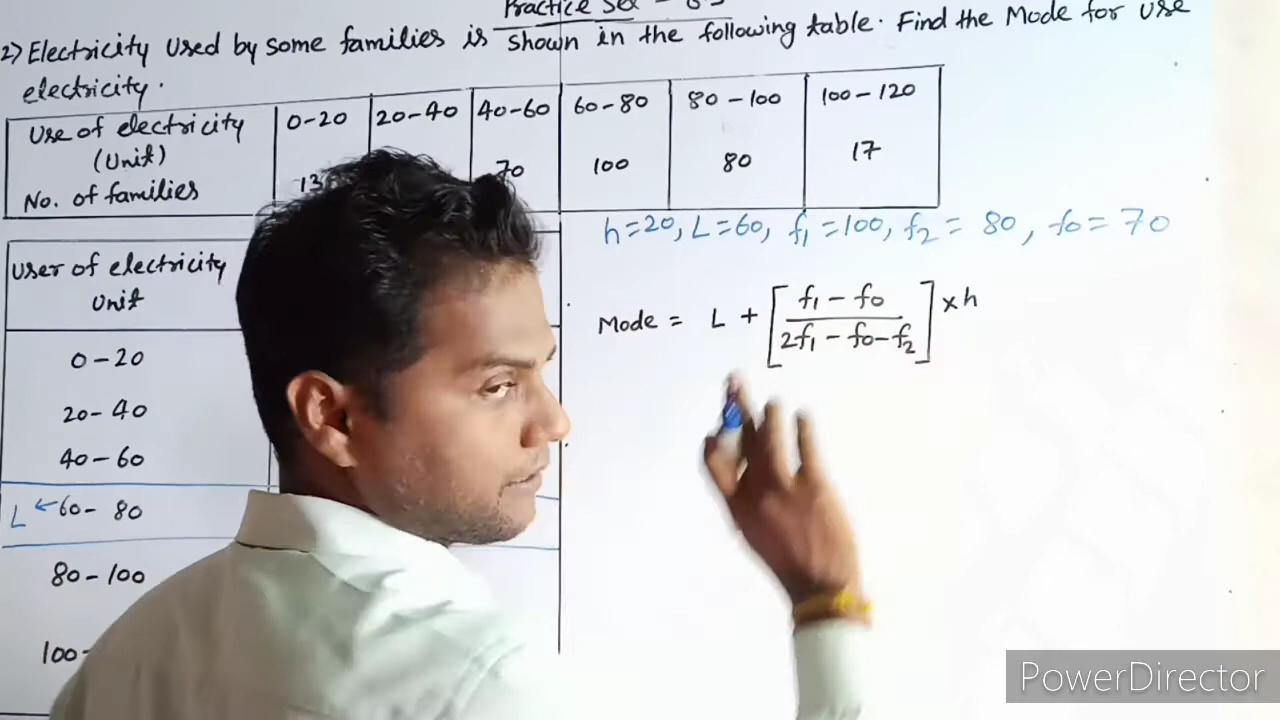 Practice Set
2) Electricity Used by some families is shown in the following table. Find the Mode for use
electricity.
Use of electricity (Unit) 0-20 20-40 40-60 60-80 80-100 100-120
No. of families 13 70 100 80 17
h=20, L=60, f1=100, f2 = 80, f0 = 70
User of electricity
Unit
Mode = L + [f1 - f0 / 2f1 - f0 - f2] × h
0-20
20-40
40-60
L ← 60-80
80-100
100-
PowerDirector